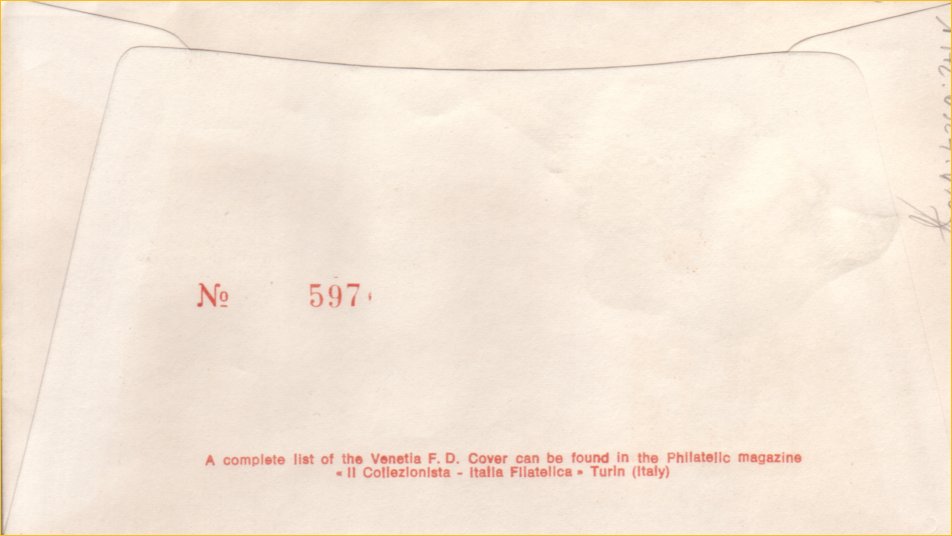 № 597
A complete list of the Venetia F. D. Cover can be found in the Philatelic magazine
« Il Collezionista - Italia Filatelica » Turin (Italy)